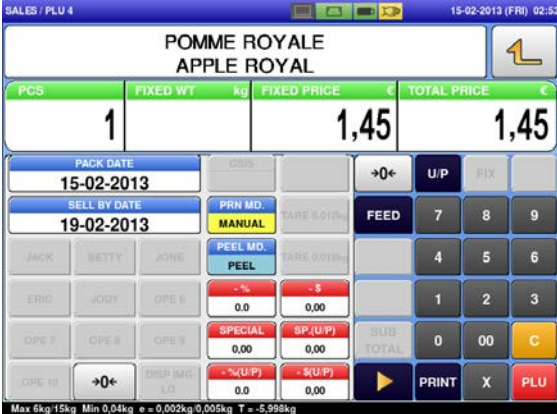 SALES / PLU 4
15-02-2013 (FRI) 02:53
POMME ROYALE
APPLE ROYAL
PCS FIXED WT kg FIXED PRICE € TOTAL PRICE €
1 1,45 1,45
PACK DATE
15-02-2013
→0← U/P FIX
SELL BY DATE
19-02-2013
PRN MD.
MANUAL
TARE 0.012kg
FEED 7 8 9
JACK BETTY JONE
PEEL MD.
PEEL
TARE 0.018kg
4 5 6
ERIC JODY OPE 6
- %
0.0
- $
0,00
1 2 3
OPE 7 OPE 8 OPE 9
SPECIAL
0,00
SP.(U/P)
0,00
SUB
TOTAL
0 00 C
OPE 10 →0←
DISP IMG
- %(U/P)
0.0
- $(U/P)
0,00
PRINT X PLU
Max 6kg/15kg Min 0,04kg e = 0,002kg/0,005kg T = -5,998kg